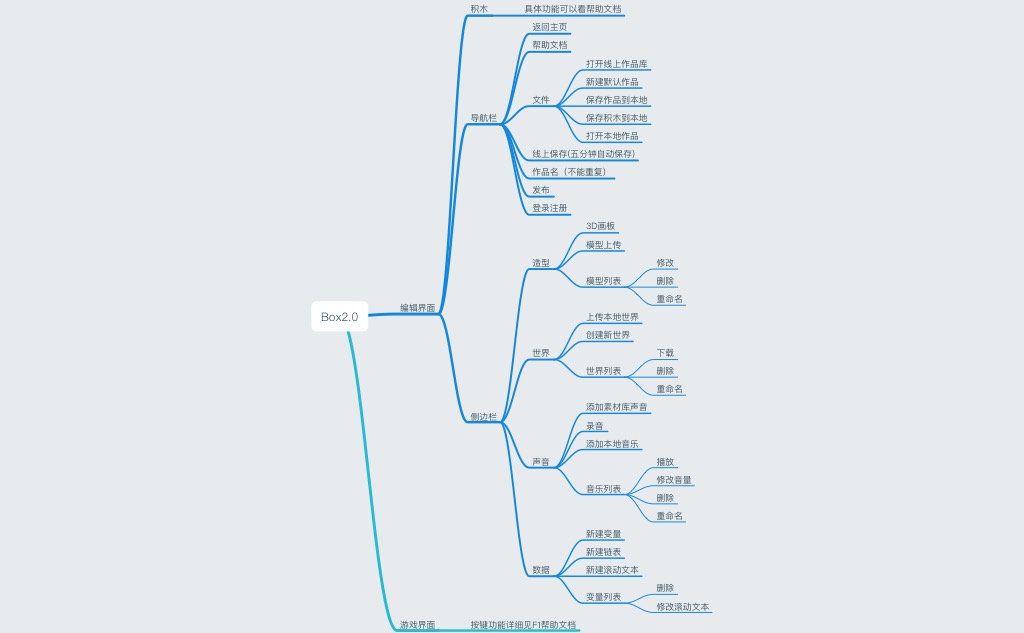 积木
具体功能可以看帮助文档
返回主页
帮助文档
打开线上作品库
新建默认作品
文件
保存作品到本地
导航栏
保存积木到本地
打开本地作品
线上保存(五分钟自动保存)
作品名（不能重复）
发布
登录注册
3D画板
模型上传
造型
修改
模型列表
删除
重命名
Box2.0
编辑界面
上传本地世界
创建新世界
世界
下载
世界列表
删除
重命名
侧边栏
添加素材库声音
录音
添加本地音乐
声音
播放
修改音量
音乐列表
删除
重命名
新建变量
新建链表
数据
新建滚动文本
删除
变量列表
修改滚动文本
游戏界面
按键功能详细见F1帮助文档